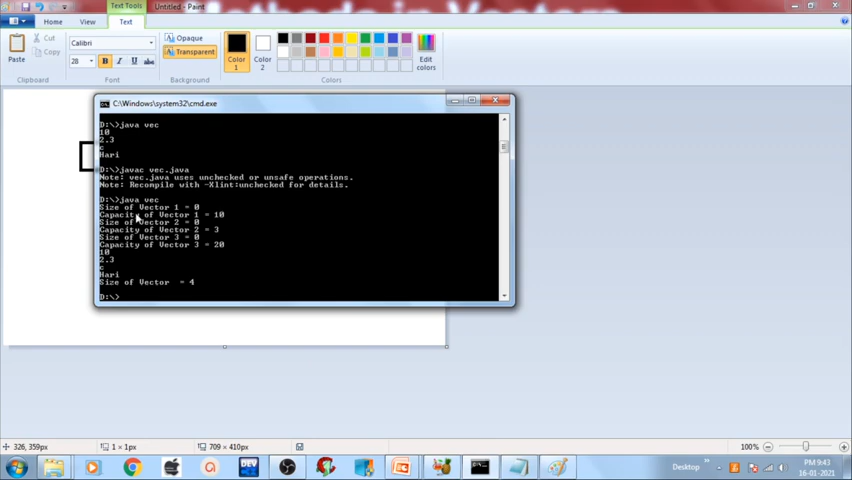 Text Tools
Untitled - Paint
Home
View
Text
Paste
Cut
Copy
Clipboard
Calibri
28
B
I
U
abc
Font
Opaque
Transparent
Background
Color
1
Color
2
Colors
Edit
colors
C:\Windows\system32\cmd.exe
D:\>java vec
10
2.3
c
Hari
D:\>javac vec.java
Note: vec.java uses unchecked or unsafe operations.
Note: Recompile with -Xlint:unchecked for details.
D:\>java vec
Size of Vector 1 = 0
Capacity of Vector 1 = 10
Size of Vector 2 = 0
Capacity of Vector 2 = 3
Size of Vector 3 = 0
Capacity of Vector 3 = 20
10
2.3
c
Hari
Size of Vector  = 4
D:\>
326, 359px
1 × 1px
709 × 410px
100%
DEV
Desktop
PM 9:43
16-01-2021